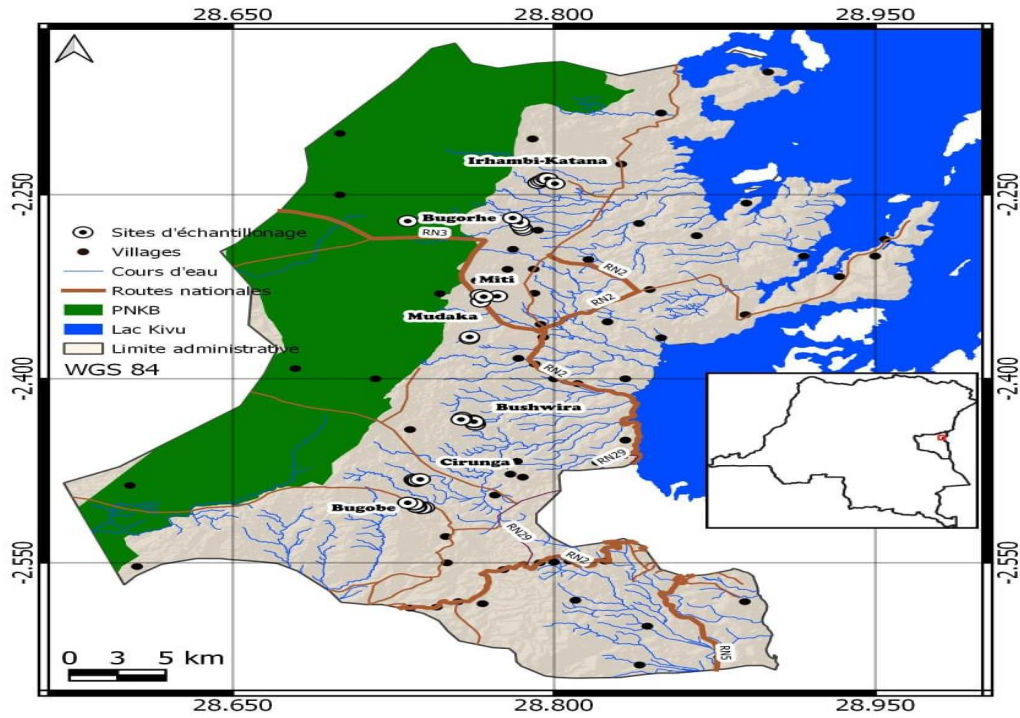 28.650 28.800 28.950
-2.250 -2.250
-2.400 -2.400
-2.550 -2.550
Irhambi-Katana
Bugorhe
RN3
RN2
Miti
RN2
Mudaka
RN2
Bushwira
Cirunga
RN29
Bugobe
RN29
RN2
RN5
Sites d'échantillonage
Villages
Cours d'eau
Routes nationales
PNKB
Lac Kivu
Limite administrative
WGS 84
0 3 5 km
28.650 28.800 28.950